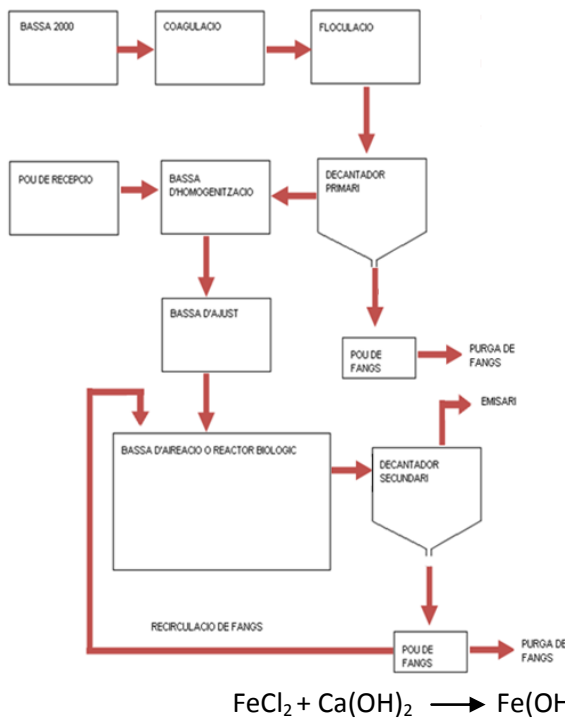 BASSA 2000
COAGULACIO
FLOCULACIO
POU DE RECEPCIO
BASSA
D'HOMOGENITZACIO
DECANTADOR
PRIMARI
BASSA D'AJUST
POU DE
FANGS
PURGA DE
FANGS
EMISARI
BASSA D'AIREACIO O REACTOR BIOLOGIC
DECANTADOR
SECUNDARI
RECIRCULACIO DE FANGS
POU DE
FANGS
PURGA DE
FANGS
FeCl₂ + Ca(OH)₂ ⟶ Fe(OH